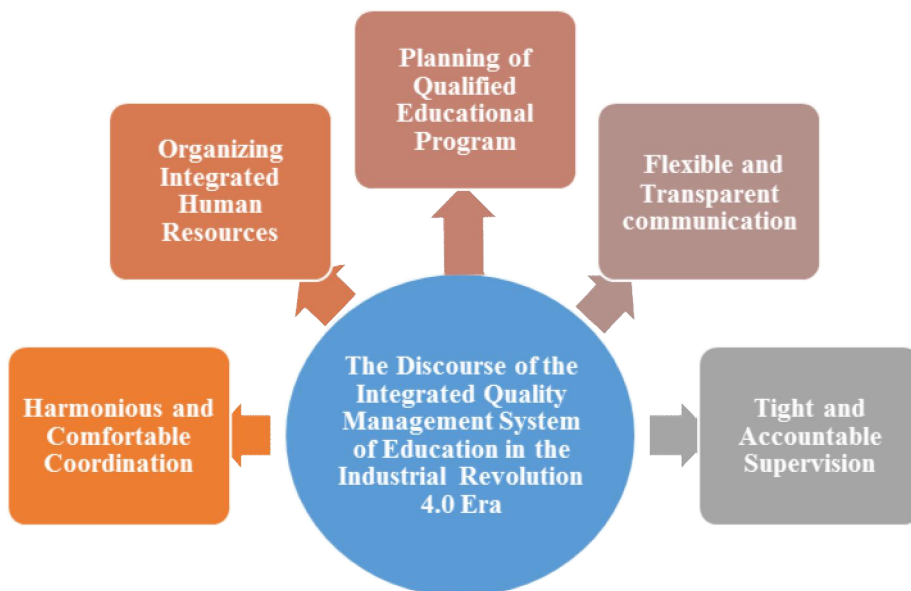 Planning of
Qualified
Educational
Program
Organizing
Integrated
Human
Resources
Flexible and
Transparent
communication
Harmonious and
Comfortable
Coordination
The Discourse of the
Integrated Quality
Management System
of Education in the
Industrial Revolution
4.0 Era
Tight and
Accountable
Supervision